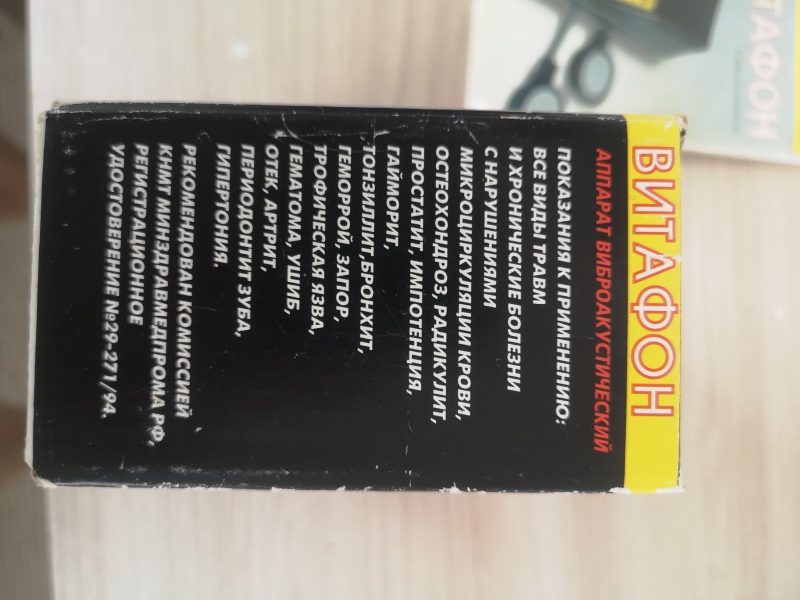 ВИТАФОН
АППАРАТ ВИБРОАКУСТИЧЕСКИЙ
ПОКАЗАНИЯ К ПРИМЕНЕНИЮ:
ВСЕ ВИДЫ ТРАВМ
И ХРОНИЧЕСКИЕ БОЛЕЗНИ
С НАРУШЕНИЯМИ
МИКРОЦИРКУЛЯЦИИ КРОВИ,
ОСТЕОХОНДРОЗ, РАДИКУЛИТ,
ПРОСТАТИТ, ИМПОТЕНЦИЯ,
ГАЙМОРИТ,
ТОНЗИЛЛИТ,БРОНХИТ,
ГЕМОРРОЙ, ЗАПОР,
ТРОФИЧЕСКАЯ ЯЗВА,
ГЕМАТОМА, УШИБ,
ОТЕК, АРТРИТ,
ПЕРИОДОНТИТ ЗУБА,
ГИПЕРТОНИЯ.
РЕКОМЕНДОВАН КОМИССИЕЙ
КНМТ МИНЗДРАВМЕДПРОМА РФ,
РЕГИСТРАЦИОННОЕ
УДОСТОВЕРЕНИЕ №29-271/94.
ТАФОН